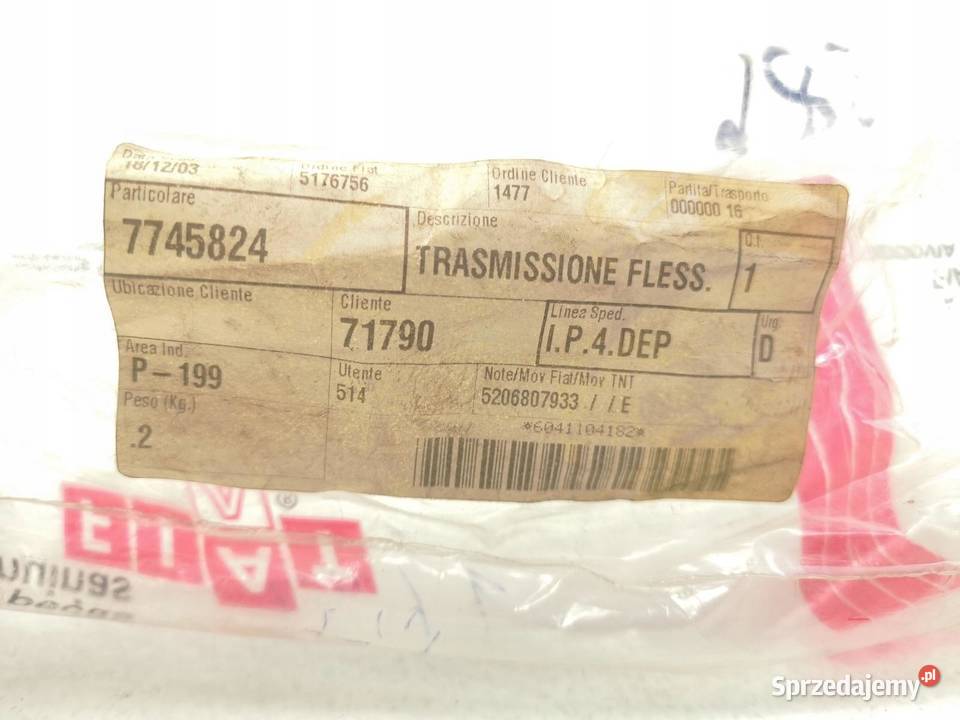 Data
18/12/03
Ordine Fiat
5176756
Ordine Cliente
1477
Partita/Trasporto
000000 16
Particolare
7745824
Descrizione
TRASMISSIONE FLESS.
Q.t.
1
Ubicazione Cliente
Cliente
71790
Linea Sped.
I.P.4.DEP
Urg.
D
Area Ind.
P-199
Utente
514
Note/Mov Fiat/Mov TNT
5206807933 / /E
Peso (Kg.)
.2
*6041104182*
®
Sprzedajemy.pl